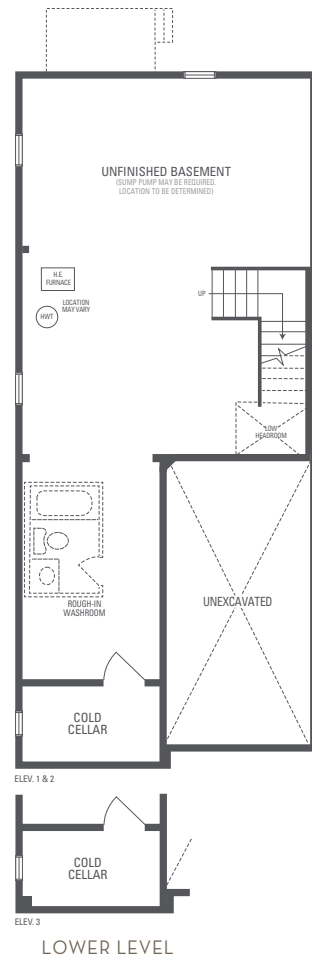 UNFINISHED BASEMENT
(SUMP PUMP MAY BE REQUIRED.
LOCATION TO BE DETERMINED)
H.E.
FURNACE
LOCATION
MAY VARY
HWT
UP
LOW
HEADROOM
ROUGH-IN
WASHROOM
UNEXCAVATED
COLD
CELLAR
ELEV. 1 & 2
COLD
CELLAR
ELEV. 3
LOWER LEVEL